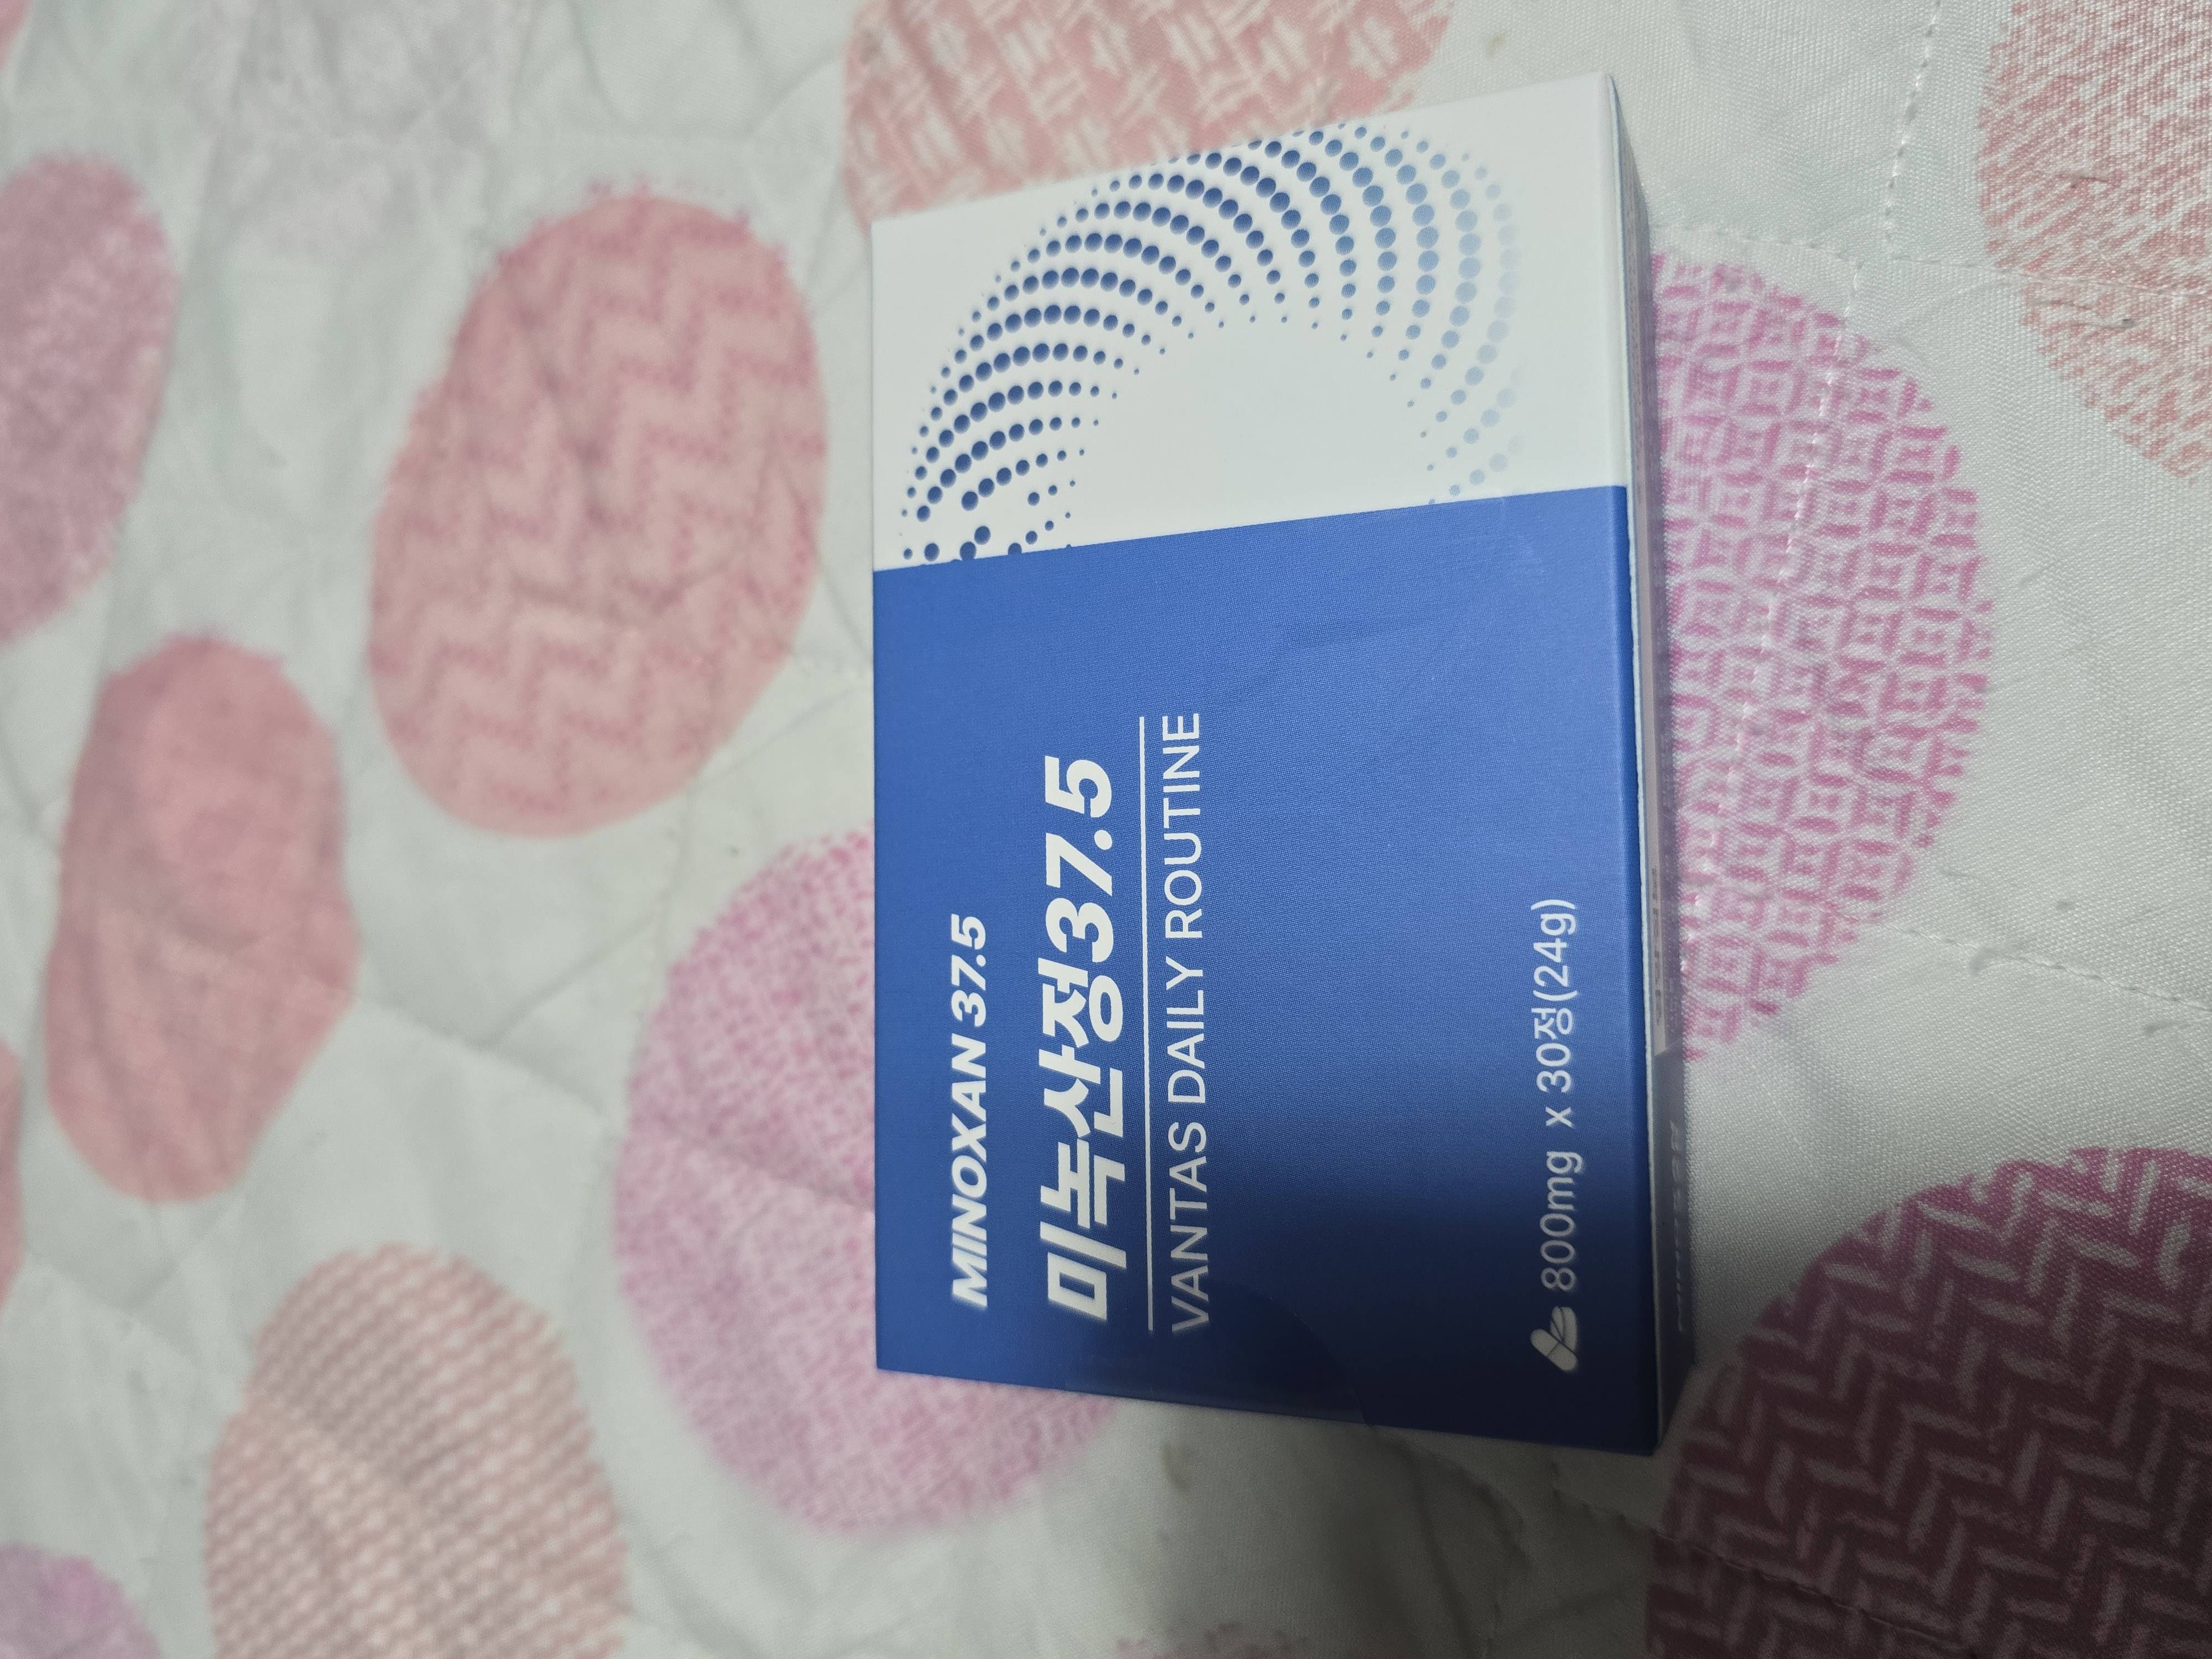 MINOXAN 37.5
미녹산정37.5
VANTAS DAILY ROUTINE
800mg x 30정(24g)